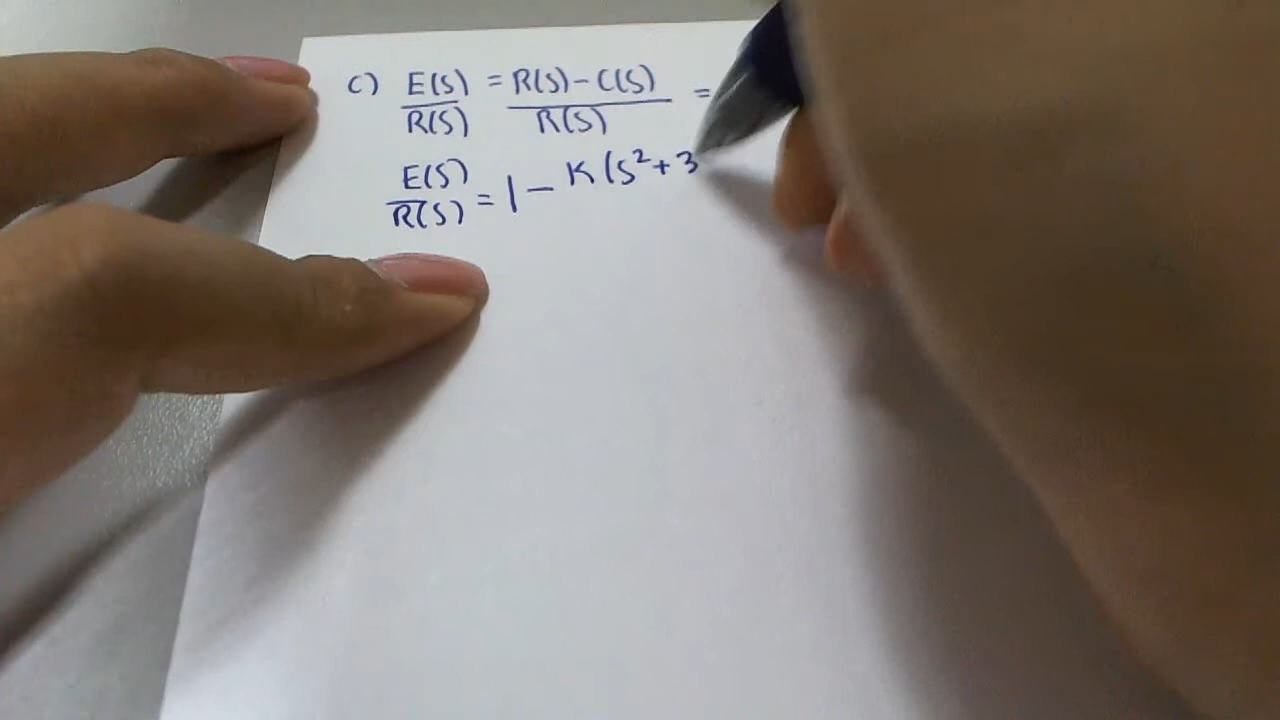 c) E(s)/R(s) = R(s)-C(s)/R(s) =
E(s)/R(s) = 1 - K(s²+3